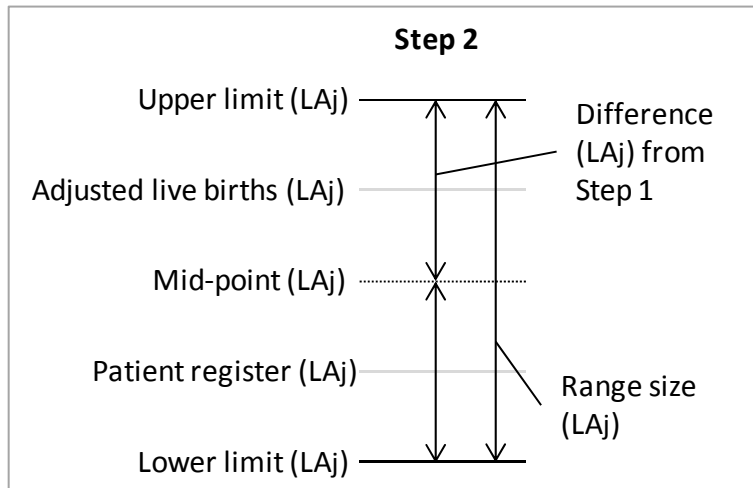 Step 2
Upper limit (LAj)
Difference
(LAj) from
Step 1
Adjusted live births (LAj)
Mid-point (LAj)
Patient register (LAj)
Range size
(LAj)
Lower limit (LAj)